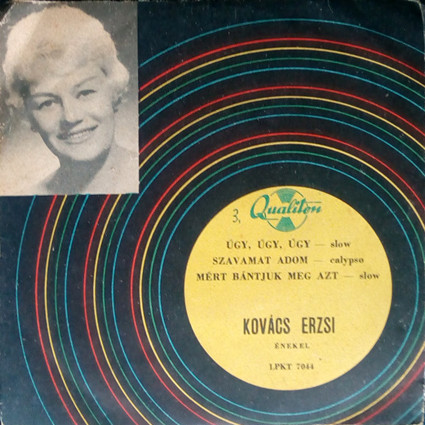 3,
Qualiton
ÚGY, ÚGY, ÚGY — slow
SZAVAMAT ADOM — calypso
MÉRT BÁNTJUK MEG AZT — slow
KOVÁCS ERZSI
ÉNEKEL
LPKT 7044